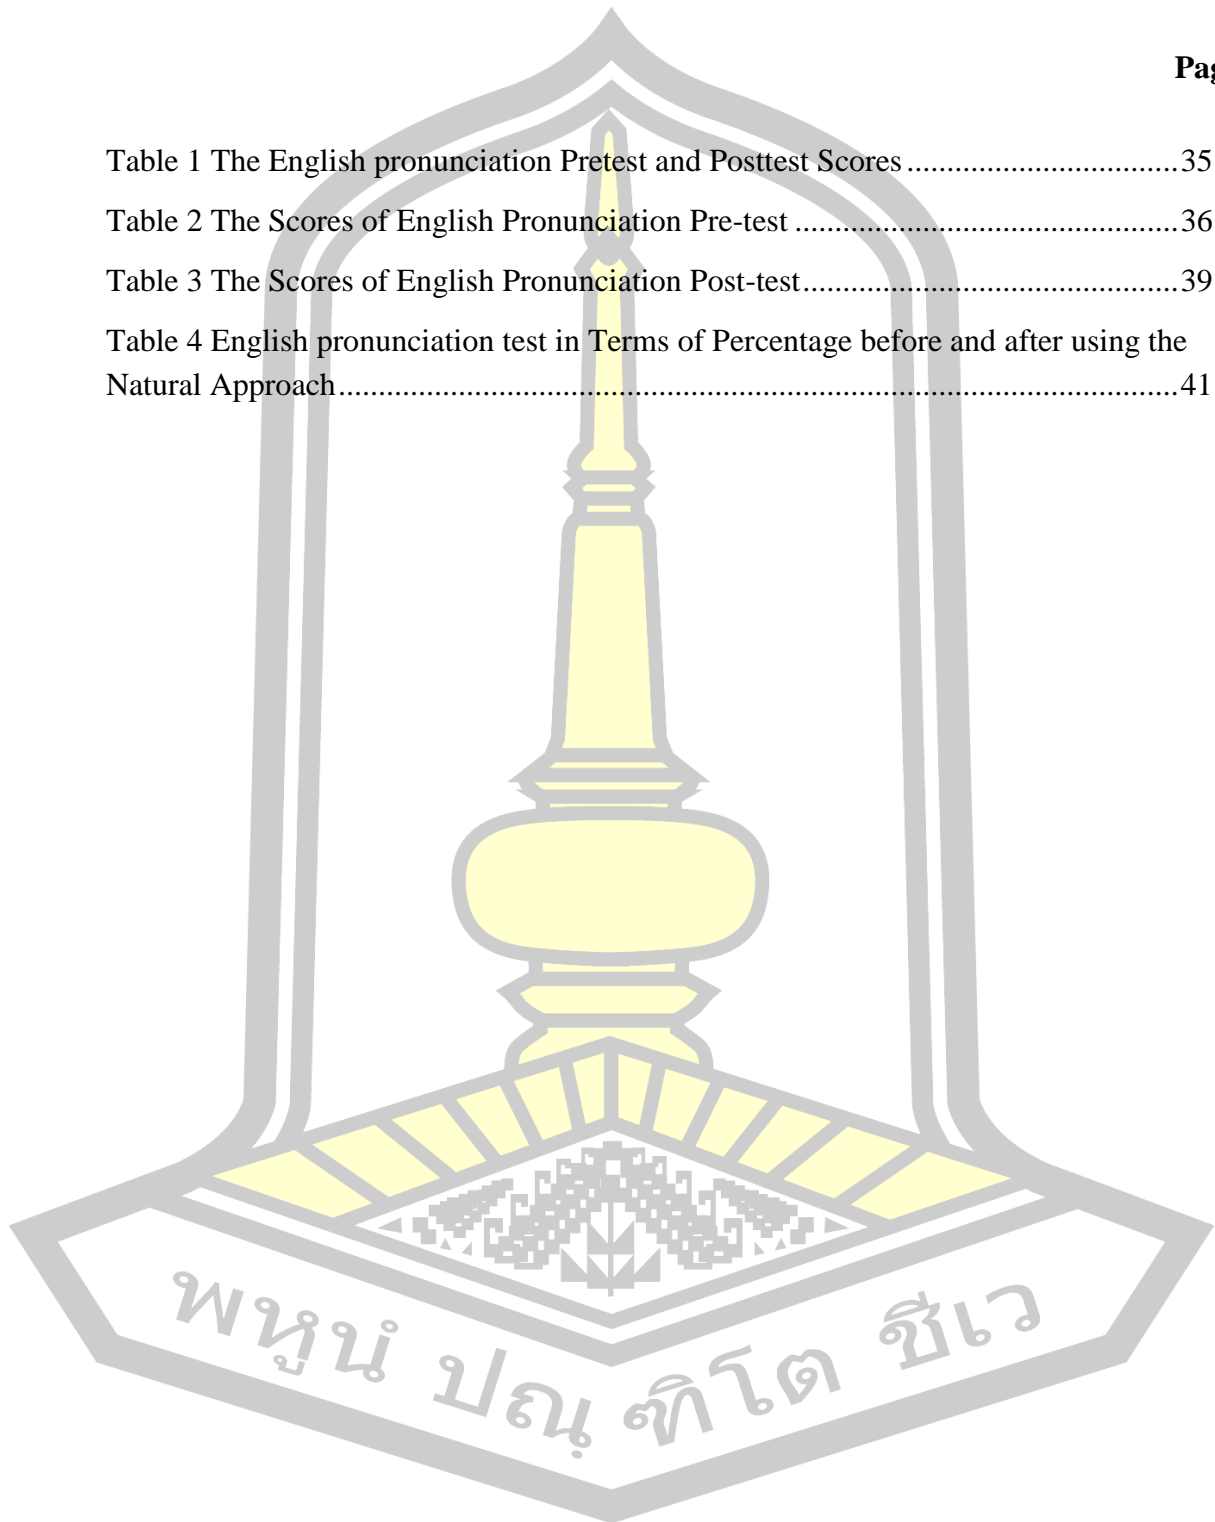 Pag
Table 1 The English pronunciation Pretest and Posttest Scores..............................35
Table 2 The Scores of English Pronunciation Pre-test ..........................................36
Table 3 The Scores of English Pronunciation Post-test.........................................39
Table 4 English pronunciation test in Terms of Percentage before and after using the
Natural Approach.............................................................................................41
พหูนํ ปณฺ ฑิโต ชีเว